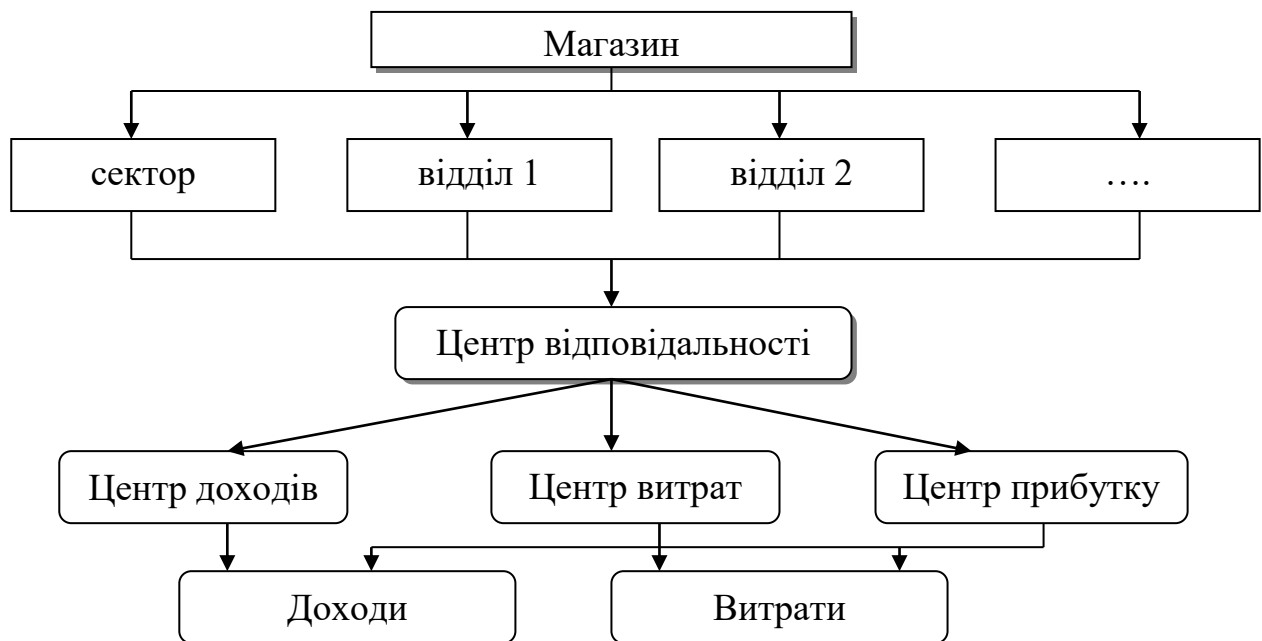 Магазин
сектор
відділ 1
відділ 2
….
Центр відповідальності
Центр доходів
Центр витрат
Центр прибутку
Доходи
Витрати